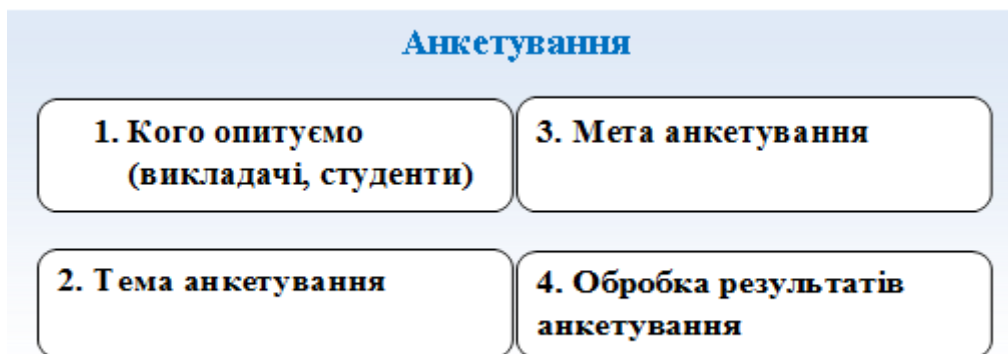 Анкетування
1. Кого опитуємо
(викладачі, студенти)
2. Тема анкетування
3. Мета анкетування
4. Обробка результатів
анкетування